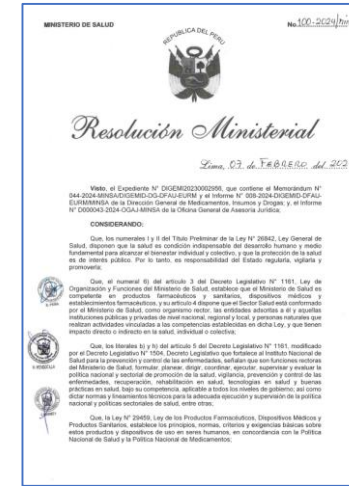 MINISTERIO DE SALUD
No. 100-2024/MIN
REPUBLICA DEL PERU
Resolución Ministerial
Lima, 07 de FEBRERO del 202
Visto, el Expediente N° DIGEMI20230002956, que contiene el Memorándum N°
044-2024-MINSA/DIGEMID-DG-DFAU-EURM y el Informe N° 008-2024-DIGEMID-DFAU-
EURM/MINSA de la Dirección General de Medicamentos, Insumos y Drogas; y, el Informe
N° D000043-2024-OGAJ-MINSA de la Oficina General de Asesoría Jurídica;
CONSIDERANDO:
Que, los numerales I y II del Título Preliminar de la Ley N° 26842, Ley General de
Salud, disponen que la salud es condición indispensable del desarrollo humano y medio
fundamental para alcanzar el bienestar individual y colectivo, y que la protección de la salud
es de interés público. Por lo tanto, es responsabilidad del Estado regularla, vigilarla y
promoverla;
Que, el numeral 6) del artículo 3 del Decreto Legislativo N° 1161, Ley de
Organización y Funciones del Ministerio de Salud, establece que el Ministerio de Salud es
competente en productos farmacéuticos y sanitarios, dispositivos médicos y
establecimientos farmacéuticos, y su artículo 4 dispone que el Sector Salud está conformado
por el Ministerio de Salud, como organismo rector, las entidades adscritas a él y aquellas
instituciones públicas y privadas de nivel nacional, regional y local, y personas naturales que
realizan actividades vinculadas a las competencias establecidas en dicha Ley, y que tienen
impacto directo o indirecto en la salud, individual o colectiva;
Que, los literales b) y h) del artículo 5 del Decreto Legislativo N° 1161, modificado
por el Decreto Legislativo N° 1504, Decreto Legislativo que fortalece al Instituto Nacional de
Salud para la prevención y control de las enfermedades, señalan que son funciones rectoras
del Ministerio de Salud, formular, planear, dirigir, coordinar, ejecutar, supervisar y evaluar la
política nacional y sectorial de promoción de la salud, vigilancia, prevención y control de las
enfermedades, recuperación, rehabilitación en salud, tecnologías en salud y buenas
prácticas en salud, bajo su competencia, aplicable a todos los niveles de gobierno; así como
dictar normas y lineamientos técnicos para la adecuada ejecución y supervisión de la política
nacional y políticas sectoriales de salud, entre otras;
Que, la Ley N° 29459, Ley de los Productos Farmacéuticos, Dispositivos Médicos y
Productos Sanitarios, establece los principios, normas, criterios y exigencias básicas sobre
estos productos y dispositivos de uso en seres humanos, en concordancia con la Política
Nacional de Salud y la Política Nacional de Medicamentos;